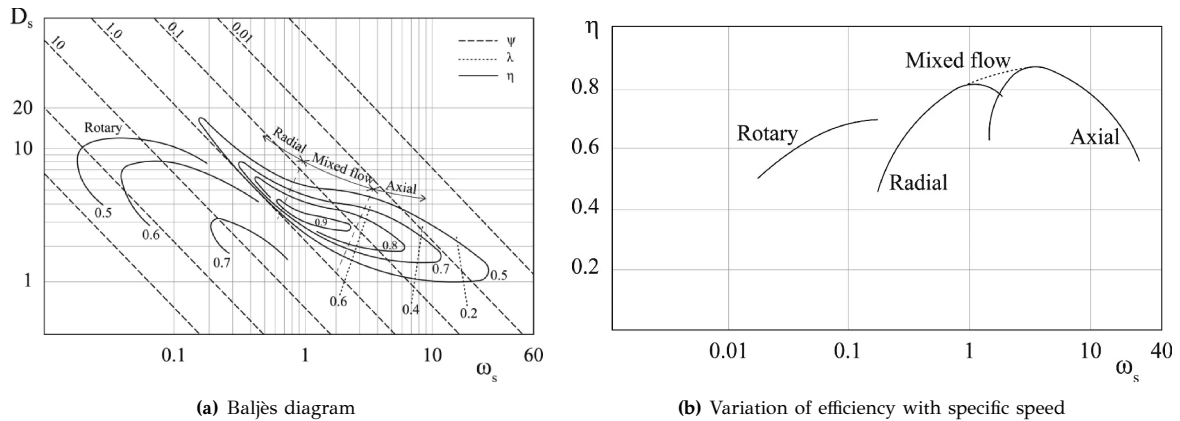 D_s
10
1.0
0.1
0.01
ψ
λ
η
20
10
1
Rotary
Radial
Mixed flow
Axial
0.5
0.6
0.7
0.9
0.8
0.7
0.5
0.6
0.4
0.2
0.1
1
10
60
ω_s
(a) Baljès diagram
η
0.8
0.6
0.4
0.2
Mixed flow
Rotary
Radial
Axial
0.01
0.1
1
10
40
ω_s
(b) Variation of efficiency with specific speed